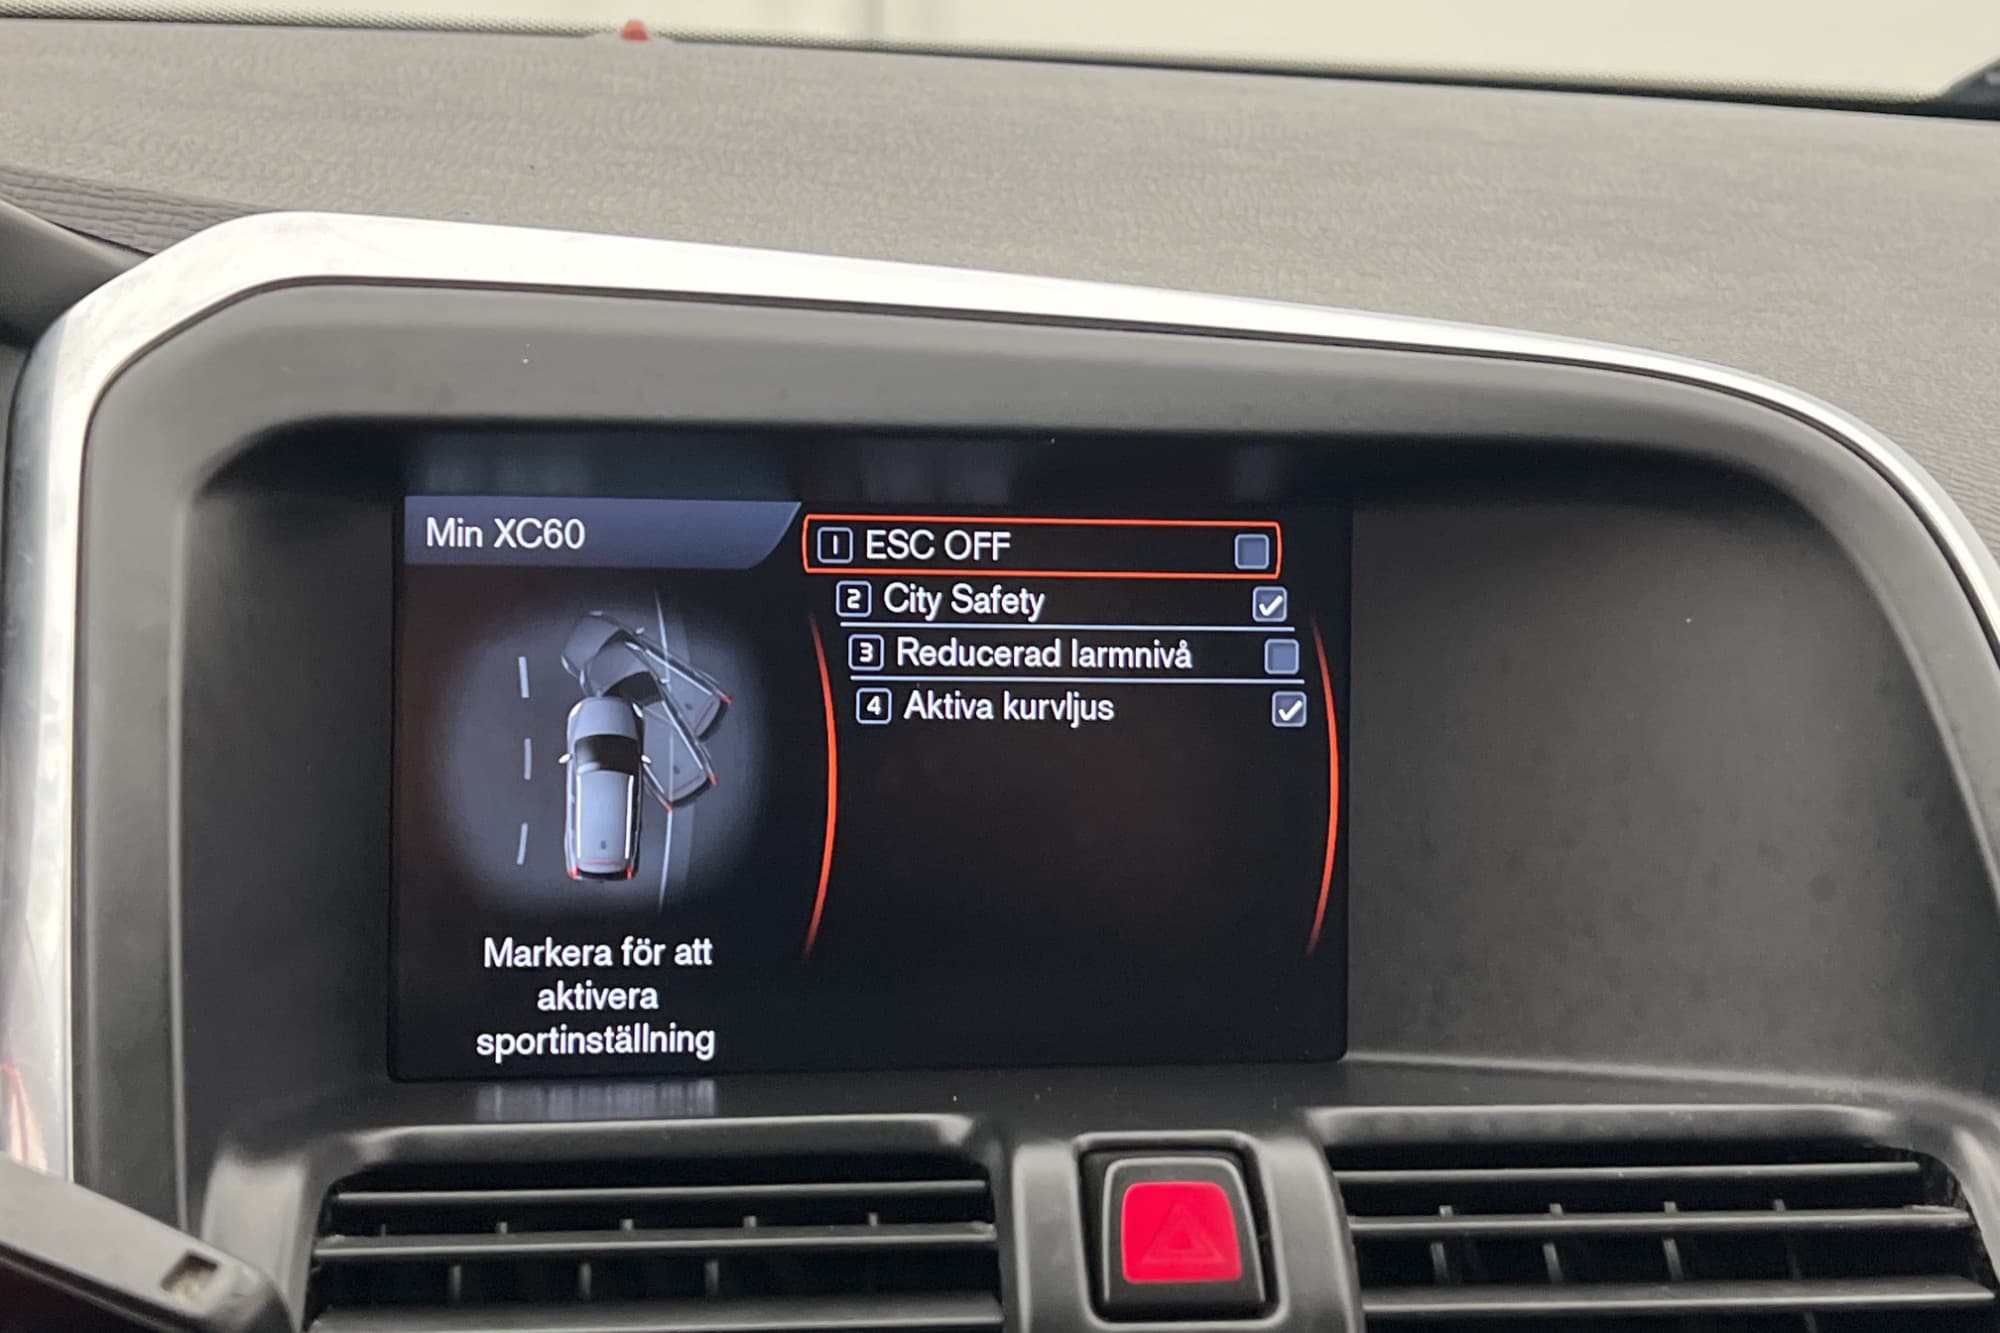 Min XC60
1 ESC OFF
2 City Safety
3 Reducerad larmnivå
4 Aktiva kurvljus
Markera för att
aktivera
sportinställning